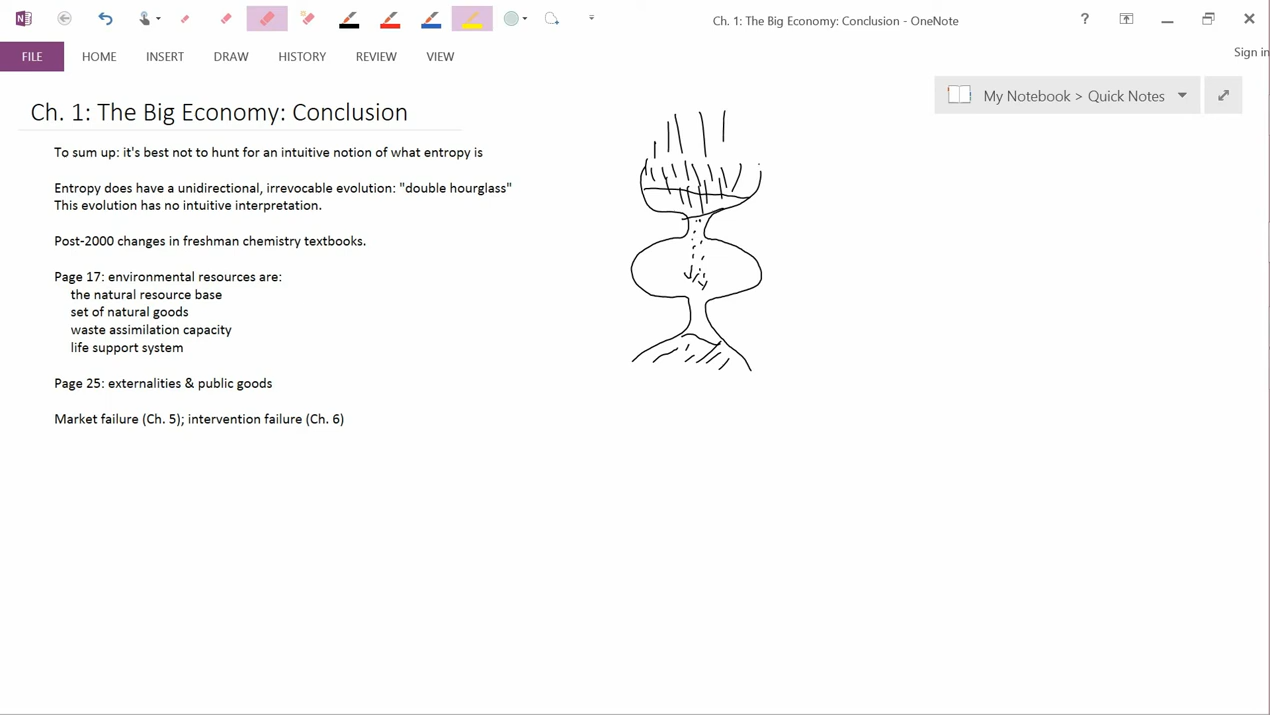 Ch. 1: The Big Economy: Conclusion - OneNote
?
FILE
HOME
INSERT
DRAW
HISTORY
REVIEW
VIEW
Sign in
My Notebook > Quick Notes
Ch. 1: The Big Economy: Conclusion
To sum up: it's best not to hunt for an intuitive notion of what entropy is
Entropy does have a unidirectional, irrevocable evolution: "double hourglass"
This evolution has no intuitive interpretation.
Post-2000 changes in freshman chemistry textbooks.
Page 17: environmental resources are:
the natural resource base
set of natural goods
waste assimilation capacity
life support system
Page 25: externalities & public goods
Market failure (Ch. 5); intervention failure (Ch. 6)